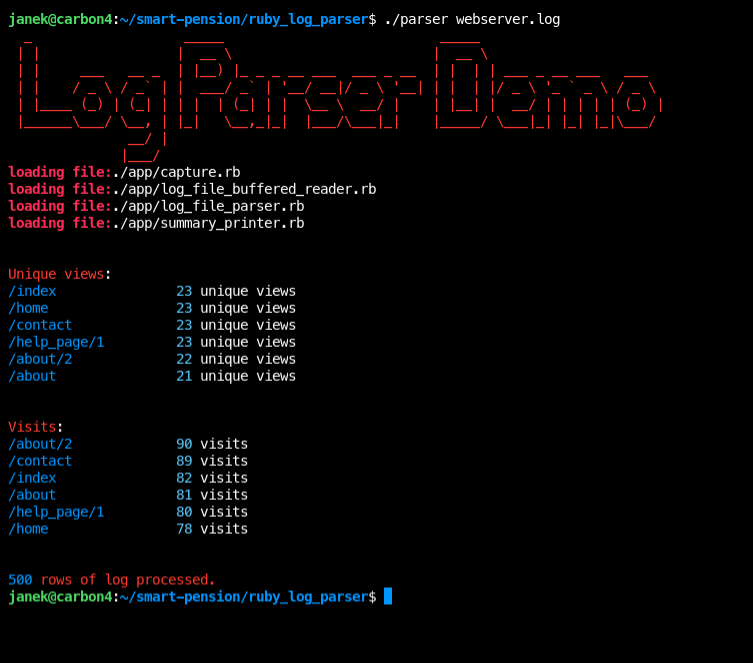 janek@carbon4:~/smart-pension/ruby_log_parser$ ./parser webserver.log
Log Parser Demo
loading file:./app/capture.rb
loading file:./app/log_file_buffered_reader.rb
loading file:./app/log_file_parser.rb
loading file:./app/summary_printer.rb
Unique views:
/index 23 unique views
/home 23 unique views
/contact 23 unique views
/help_page/1 23 unique views
/about/2 22 unique views
/about 21 unique views
Visits:
/about/2 90 visits
/contact 89 visits
/index 82 visits
/about 81 visits
/help_page/1 80 visits
/home 78 visits
500 rows of log processed.
janek@carbon4:~/smart-pension/ruby_log_parser$